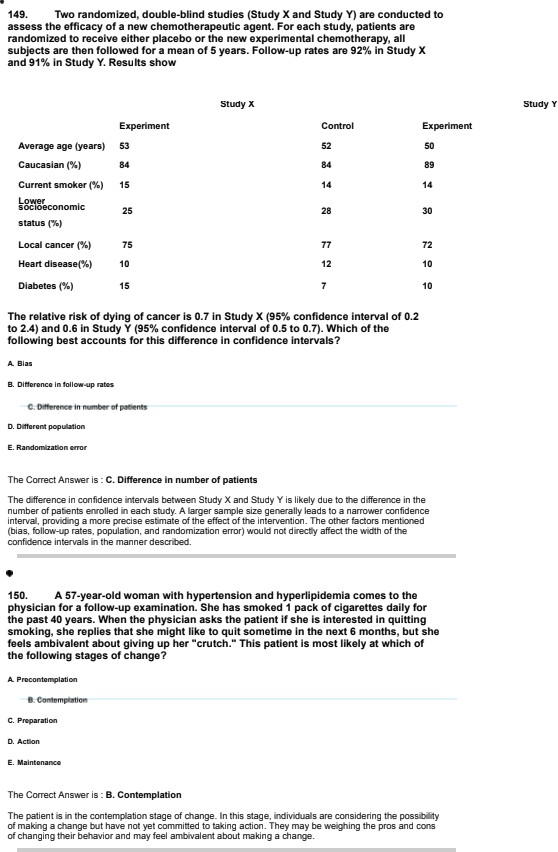 149. Two randomized, double-blind studies (Study X and Study Y) are conducted to
assess the efficacy of a new chemotherapeutic agent. For each study, patients are
randomized to receive either placebo or the new experimental chemotherapy, all
subjects are then followed for a mean of 5 years. Follow-up rates are 92% in Study X
and 91% in Study Y. Results show
Study X Study Y
Experiment Control Experiment
Average age (years) 53 52 50
Caucasian (%) 84 84 89
Current smoker (%) 15 14 14
Lower
socioeconomic 25 28 30
status (%)
Local cancer (%) 75 77 72
Heart disease(%) 10 12 10
Diabetes (%) 15 7 10
The relative risk of dying of cancer is 0.7 in Study X (95% confidence interval of 0.2
to 2.4) and 0.6 in Study Y (95% confidence interval of 0.5 to 0.7). Which of the
following best accounts for this difference in confidence intervals?
A. Bias
B. Difference in follow-up rates
C. Difference in number of patients
D. Different population
E. Randomization error
The Correct Answer is : C. Difference in number of patients
The difference in confidence intervals between Study X and Study Y is likely due to the difference in the
number of patients enrolled in each study. A larger sample size generally leads to a narrower confidence
interval, providing a more precise estimate of the effect of the intervention. The other factors mentioned
(bias, follow-up rates, population, and randomization error) would not directly affect the width of the
confidence intervals in the manner described.
150. A 57-year-old woman with hypertension and hyperlipidemia comes to the
physician for a follow-up examination. She has smoked 1 pack of cigarettes daily for
the past 40 years. When the physician asks the patient if she is interested in quitting
smoking, she replies that she might like to quit sometime in the next 6 months, but she
feels ambivalent about giving up her "crutch." This patient is most likely at which of
the following stages of change?
A. Precontemplation
B. Contemplation
C. Preparation
D. Action
E. Maintenance
The Correct Answer is : B. Contemplation
The patient is in the contemplation stage of change. In this stage, individuals are considering the possibility
of making a change but have not yet committed to taking action. They may be weighing the pros and cons
of changing their behavior and may feel ambivalent about making a change.